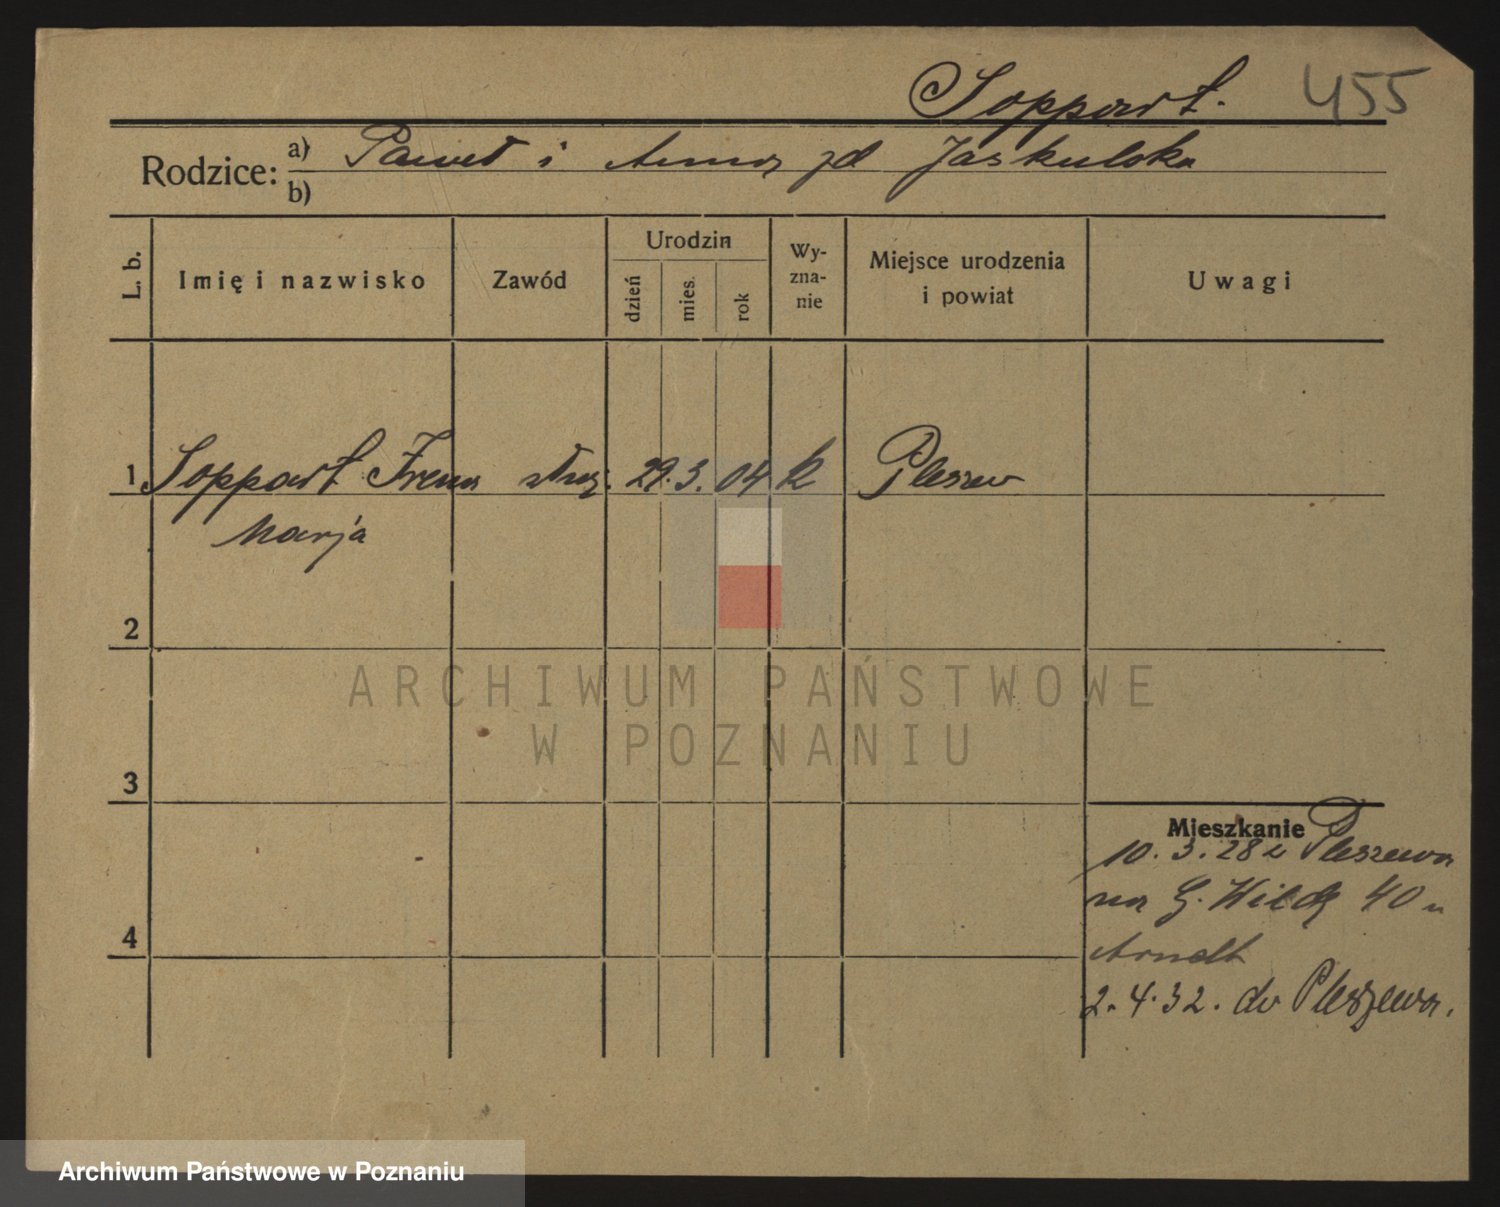 Soppart. 455
Rodzice: a) Paweł i Anna zd Jaskulska
b)
L. b. Imię i nazwisko Zawód Urodzin dzień mies. rok Wy-zna-nie Miejsce urodzenia i powiat Uwagi
1 Soppart Irena służ. 29. 3. 04 k Pleszew
Marja
2
ARCHIWUM PAŃSTWOWE
W POZNANIU
3
Mieszkanie
10. 3. 28 z Pleszewa
na G. Wildę 40 u
Arndt
4
2. 4. 32. do Pleszewa.
Archiwum Państwowe w Poznaniu